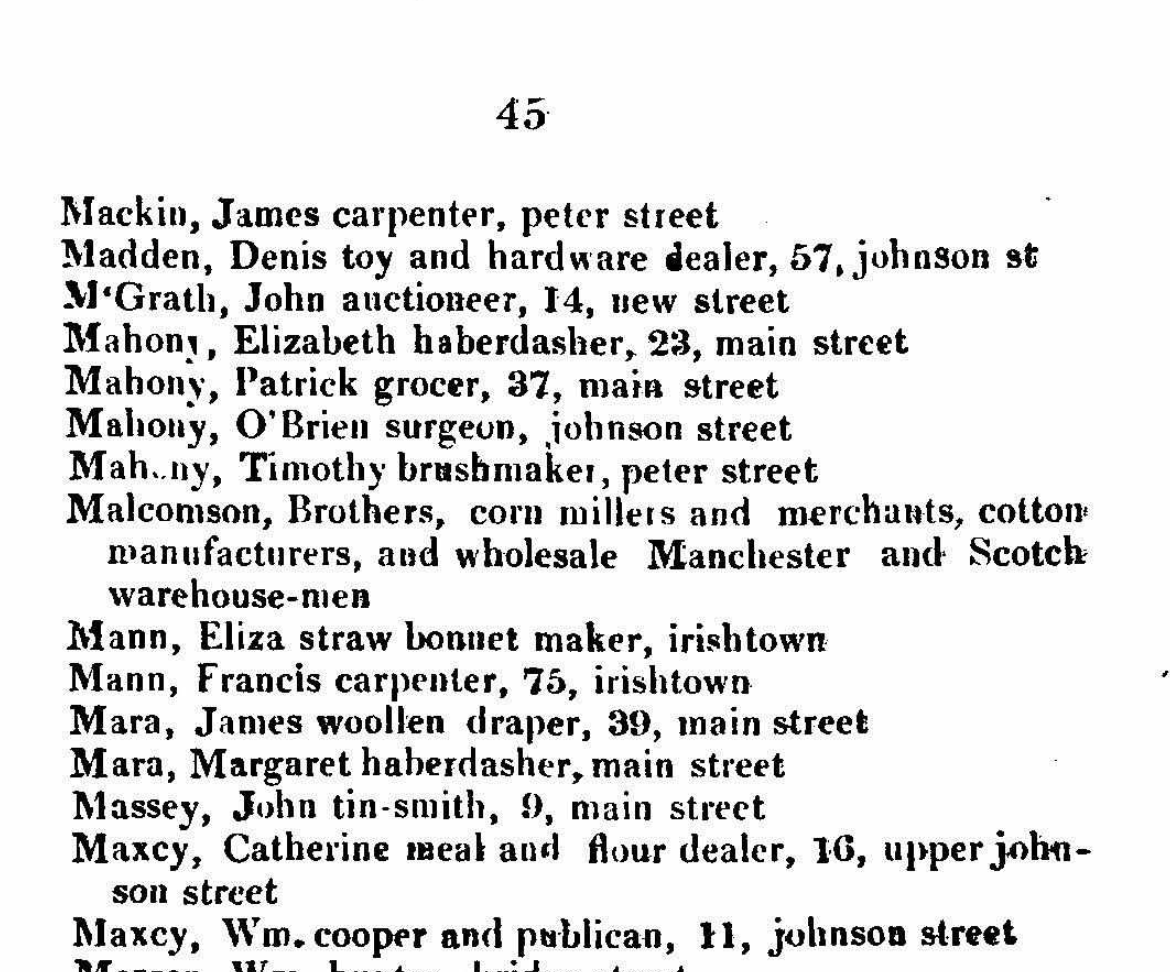 45
Mackin, James carpenter, peter street
Madden, Denis toy and hardware dealer, 57, johnson st
M‘Grath, John auctioneer, 14, new street
Mahony, Elizabeth haberdasher, 23, main street
Mahony, Patrick grocer, 37, main street
Mahony, O'Brien surgeon, johnson street
Mahony, Timothy brushmaker, peter street
Malcomson, Brothers, corn millers and merchants, cotton
manufacturers, and wholesale Manchester and Scotch
warehouse-men
Mann, Eliza straw bonnet maker, irishtown
Mann, Francis carpenter, 75, irishtown
Mara, James woollen draper, 39, main street
Mara, Margaret haberdasher, main street
Massey, John tin-smith, 9, main street
Maxcy, Catherine meal and flour dealer, 16, upper john-
son street
Maxcy, Wm. cooper and publican, 11, johnson street
Wm. street